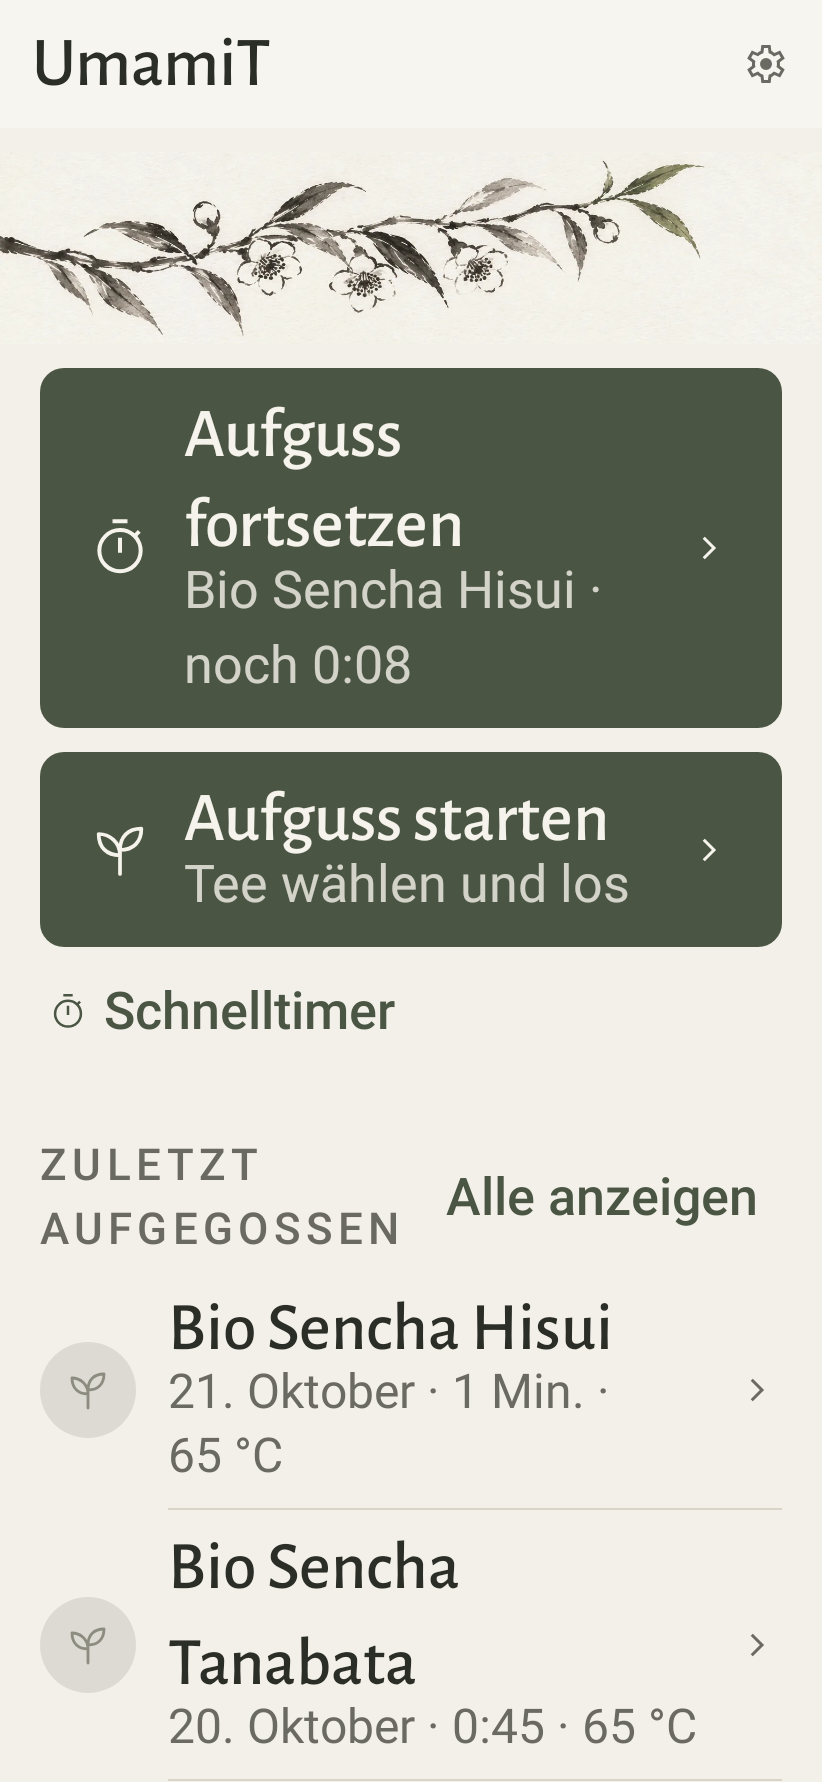 UmamiT
Aufguss
fortsetzen
Bio Sencha Hisui ·
noch 0:08
Aufguss starten
Tee wählen und los
Schnelltimer
ZULETZT
AUFGEGOSSEN
Alle anzeigen
Bio Sencha Hisui
21. Oktober · 1 Min. ·
65 °C
Bio Sencha
Tanabata
20. Oktober · 0:45 · 65 °C